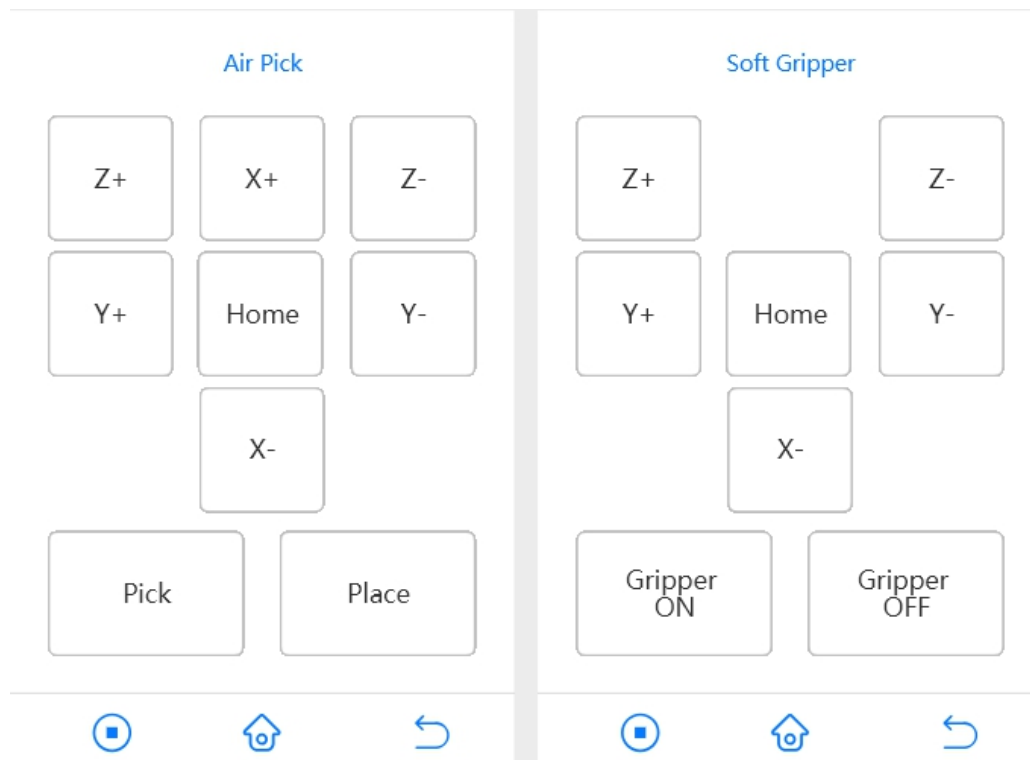 Air Pick
Z+ X+ Z-
Y+ Home Y-
X-
Pick Place
Soft Gripper
Z+ Z-
Y+ Home Y-
X-
Gripper
ON
Gripper
OFF